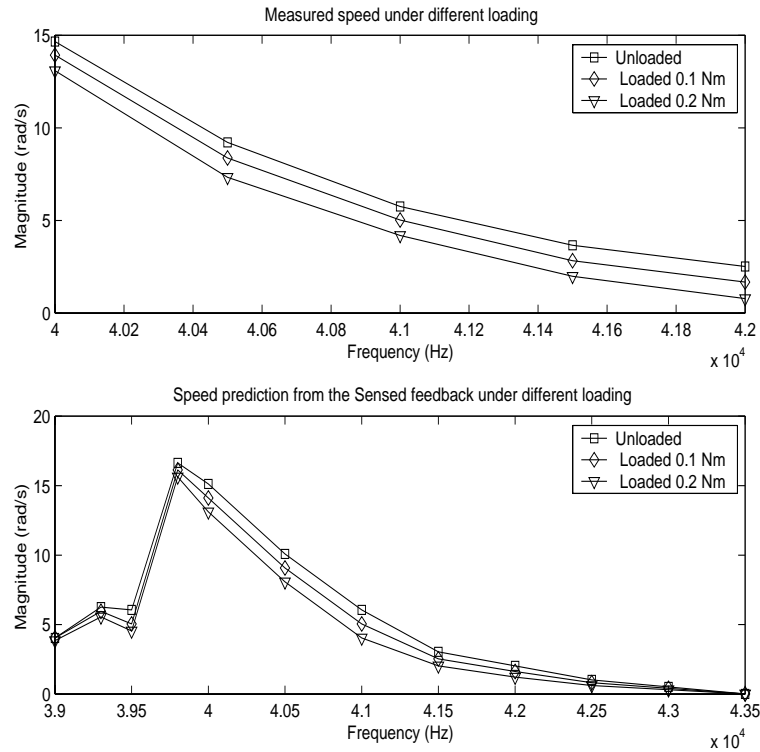 Measured speed under different loading
15
10
5
0
Magnitude (rad/s)
Unloaded
Loaded 0.1 Nm
Loaded 0.2 Nm
4 4.02 4.04 4.06 4.08 4.1 4.12 4.14 4.16 4.18 4.2
Frequency (Hz)
x 10^4
Speed prediction from the Sensed feedback under different loading
20
15
10
5
0
Magnitude (rad/s)
Unloaded
Loaded 0.1 Nm
Loaded 0.2 Nm
3.9 3.95 4 4.05 4.1 4.15 4.2 4.25 4.3 4.35
Frequency (Hz)
x 10^4